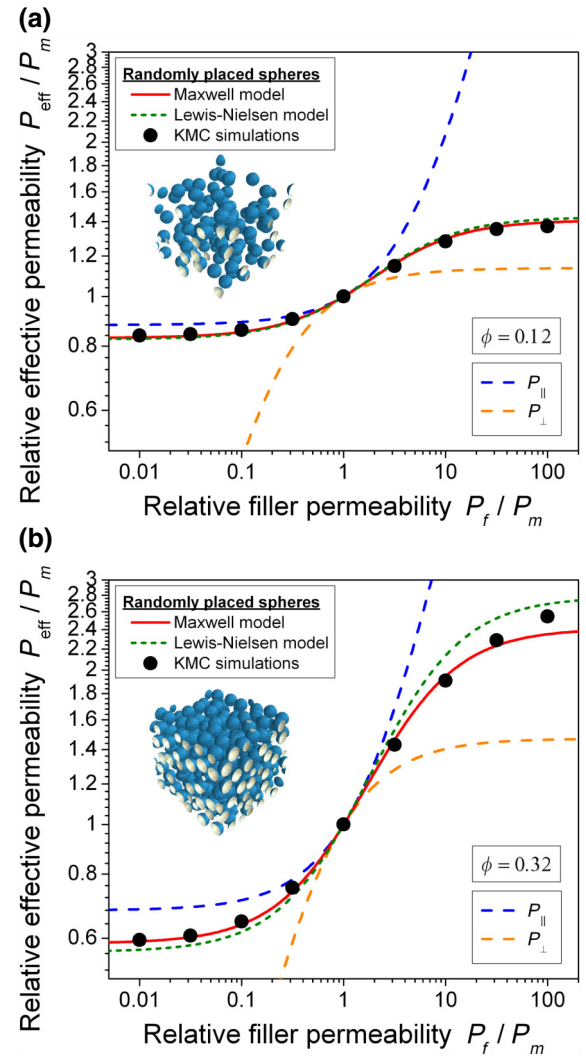 (a)
Relative effective permeability P_eff / P_m
3
2.8
2.6
2.4
2.2
2
1.8
1.6
1.4
1.2
1
0.8
0.6
Randomly placed spheres
Maxwell model
Lewis-Nielsen model
KMC simulations
ϕ = 0.12
P_∥
P_⊥
0.01 0.1 1 10 100
Relative filler permeability P_f / P_m
(b)
Relative effective permeability P_eff / P_m
3
2.8
2.6
2.4
2.2
2
1.8
1.6
1.4
1.2
1
0.8
0.6
Randomly placed spheres
Maxwell model
Lewis-Nielsen model
KMC simulations
ϕ = 0.32
P_∥
P_⊥
0.01 0.1 1 10 100
Relative filler permeability P_f / P_m